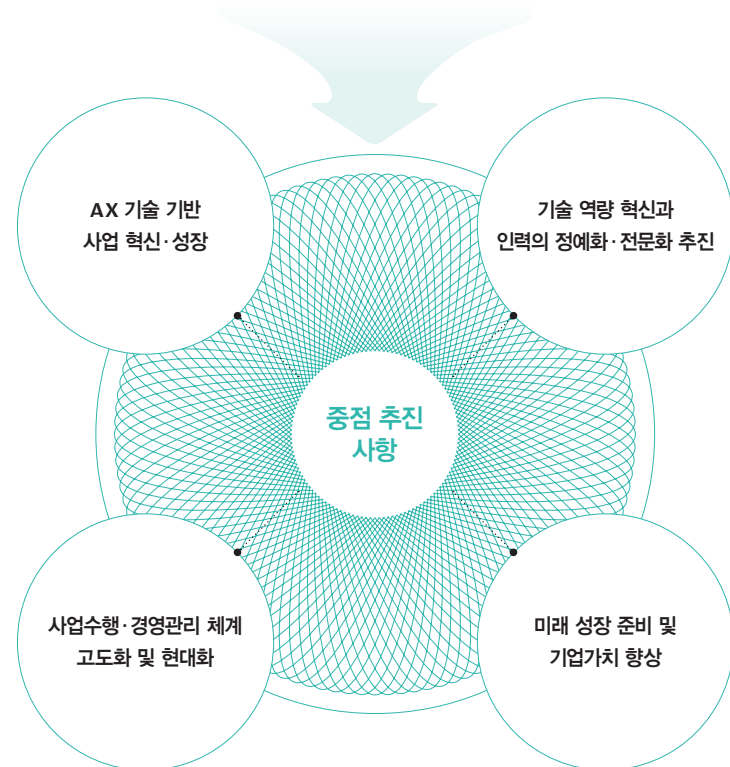 AX 기술 기반
사업 혁신·성장
기술 역량 혁신과
인력의 정예화·전문화 추진
중점 추진
사항
사업수행·경영관리 체계
고도화 및 현대화
미래 성장 준비 및
기업가치 향상